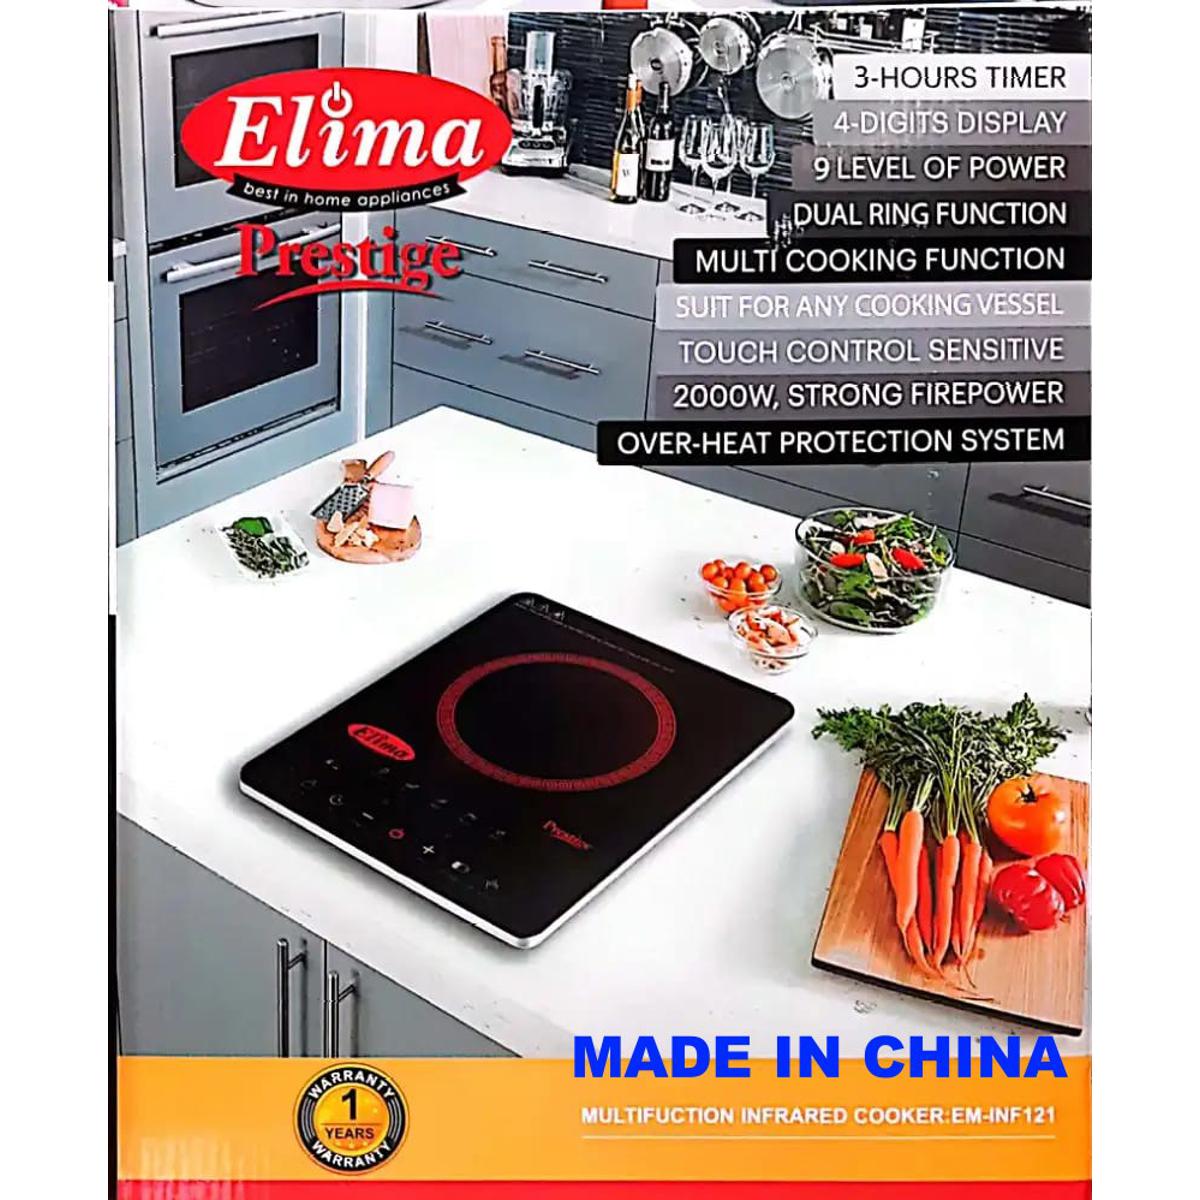 Elima
best in home appliances
Prestige
3-HOURS TIMER
4-DIGITS DISPLAY
9 LEVEL OF POWER
DUAL RING FUNCTION
MULTI COOKING FUNCTION
SUIT FOR ANY COOKING VESSEL
TOUCH CONTROL SENSITIVE
2000W, STRONG FIREPOWER
OVER-HEAT PROTECTION SYSTEM
Elima
Prestige
MADE IN CHINA
WARRANTY
1
YEARS
WARRANTY
MULTIFUCTION INFRARED COOKER:EM-INF121